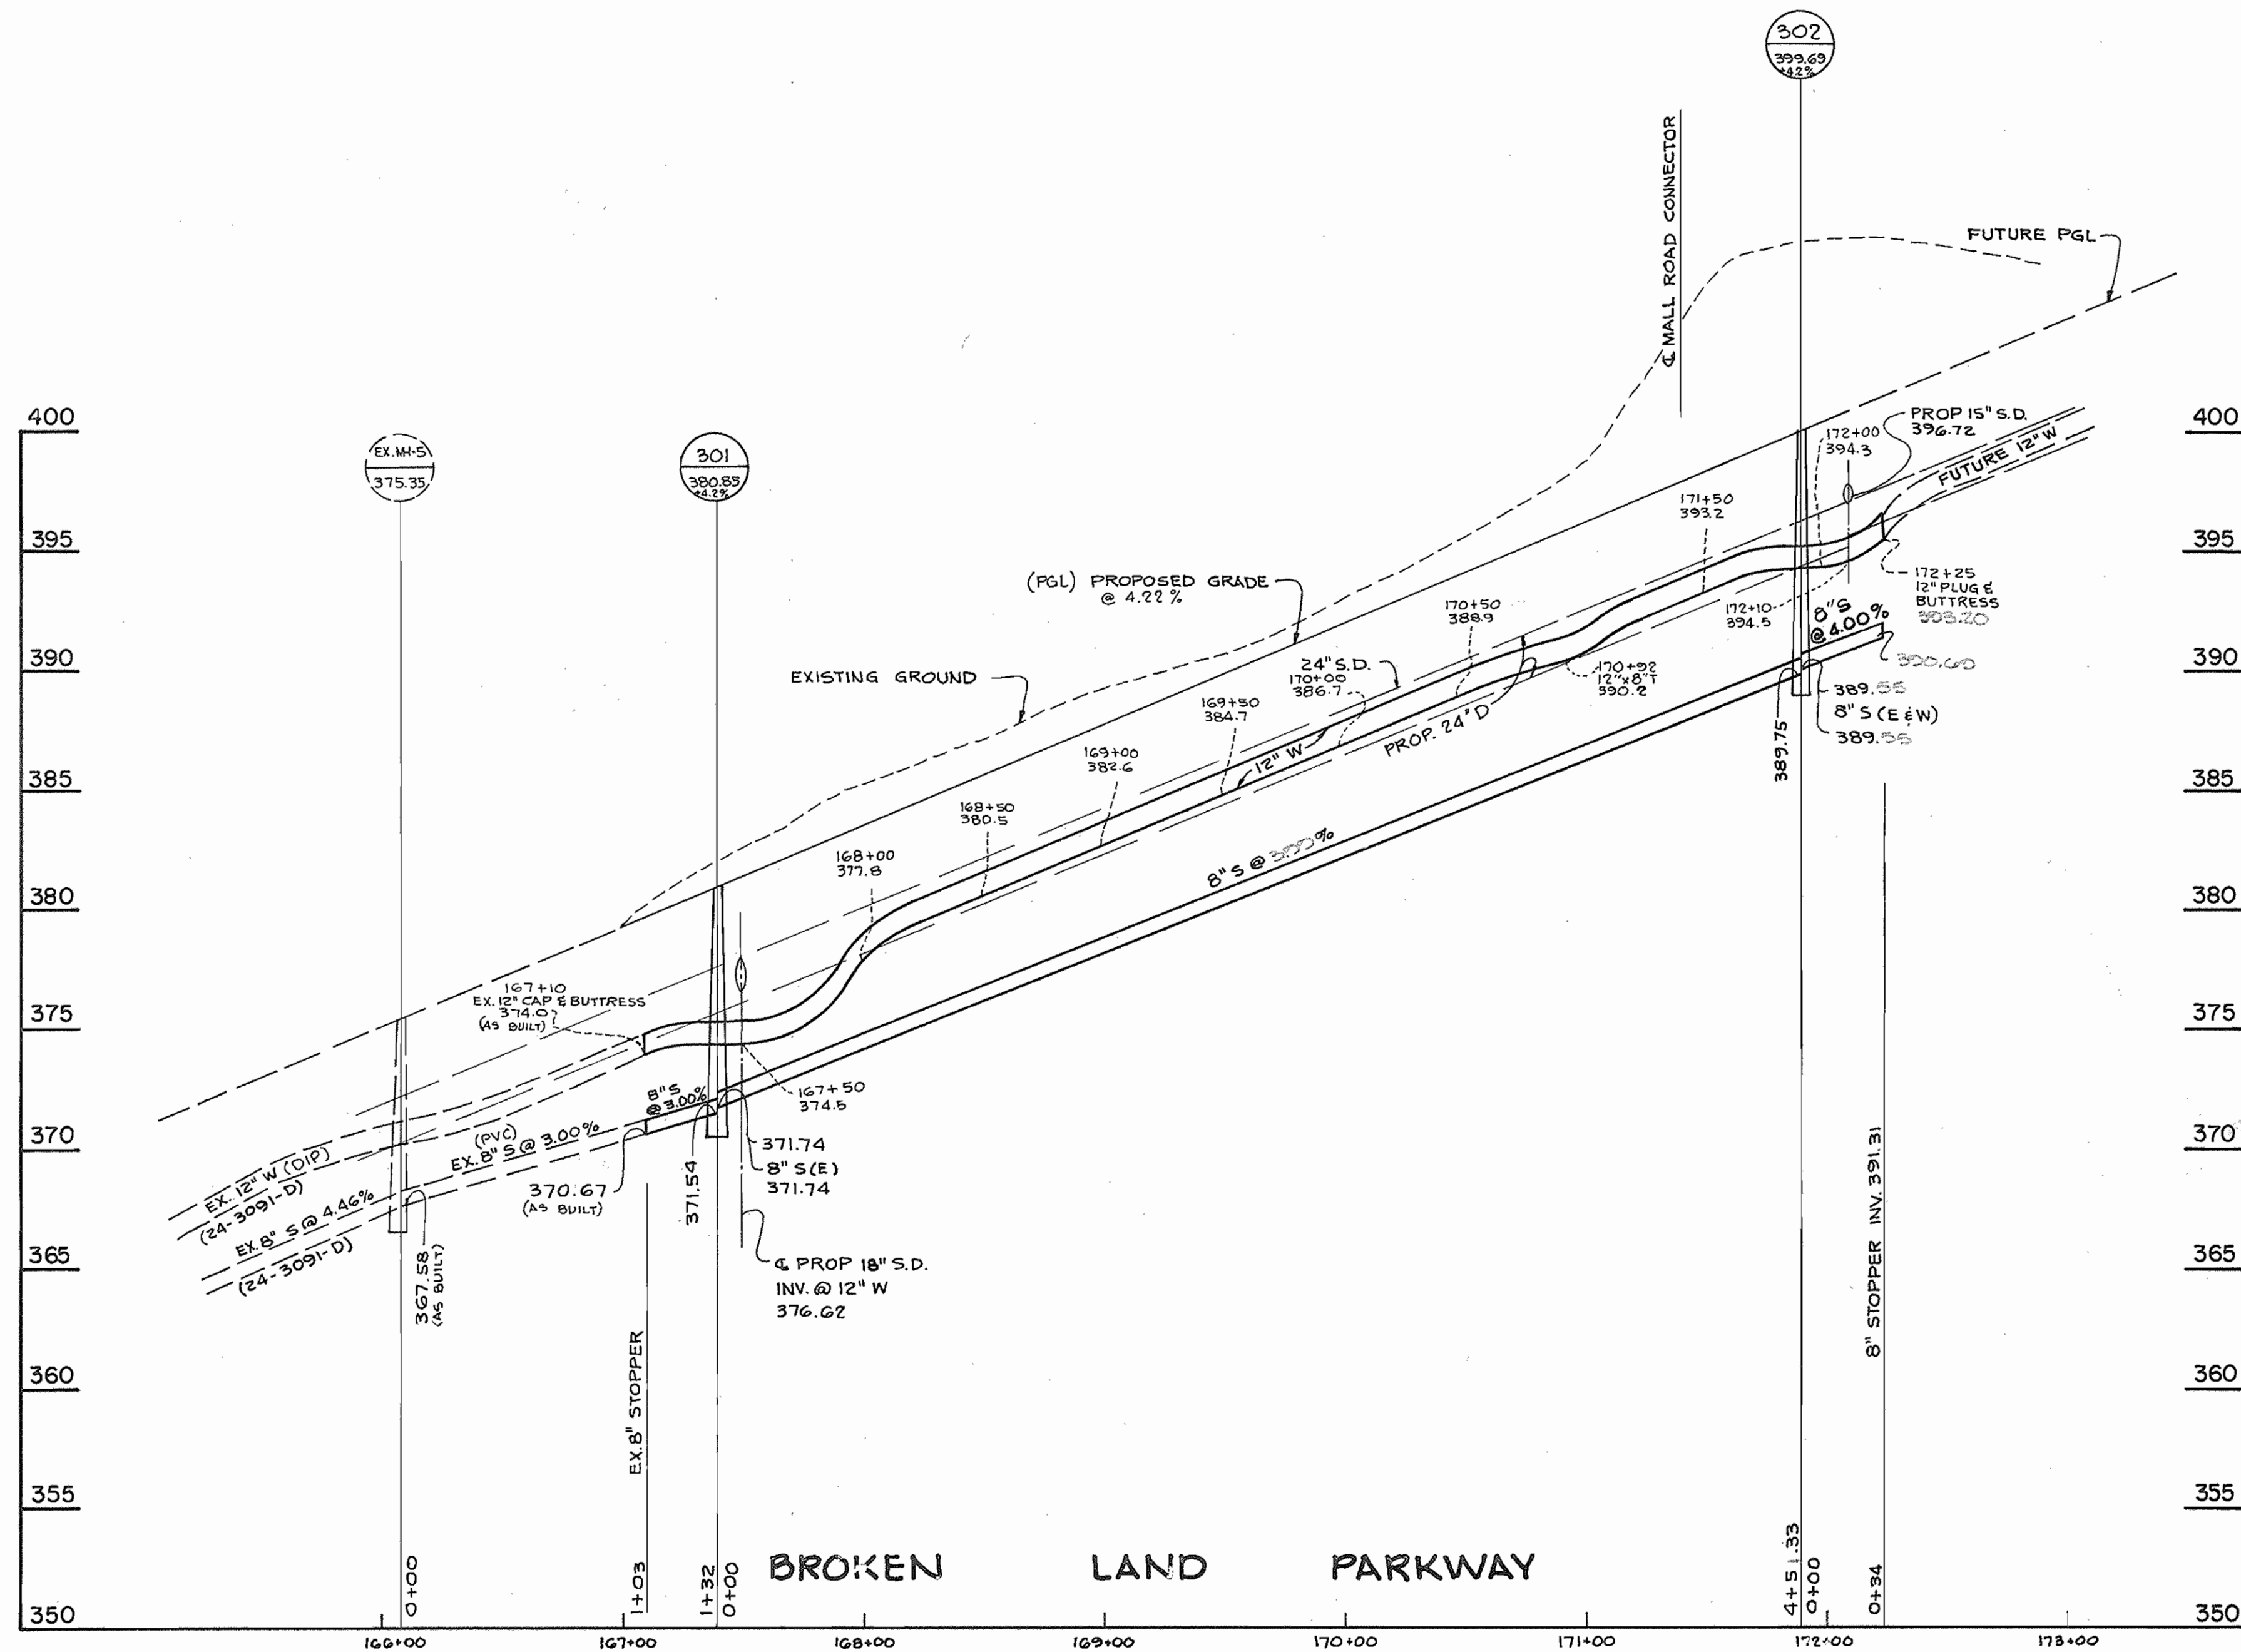 302
399.69
+4.2%
℄ MALL ROAD CONNECTOR
FUTURE PGL
400
EX. MH-5
375.35
301
380.85
+4.2%
172+00
394.3
PROP 15" S.D.
396.72
400
FUTURE 12" W
395
171+50
393.2
395
(PGL) PROPOSED GRADE
@ 4.22%
172+25
12" PLUG &
BUTTRESS
172+10
394.5
8" S
@ 4.00%
170+50
388.9
390
EXISTING GROUND
24" S.D.
170+00
386.7
170+92
12"x8" T
390.2
390
389.55
8" S (E & W)
389.55
389.75
169+50
384.7
PROP. 24" D
12" W
169+00
382.6
385
385
168+50
380.5
8" S @
168+00
377.8
380
380
167+10
EX. 12" CAP & BUTTRESS
374.0
(AS BUILT)
375
375
8" S
@ 3.00%
167+50
374.5
(PVC)
EX. 8" S @ 3.00%
370
EX. 12" W (DIP)
(24-3091-D)
EX. 8" S @ 4.46%
(24-3091-D)
370.67
(AS BUILT)
371.54
371.74
8" S (E)
371.74
370
8" STOPPER INV. 391.31
365
367.58
(AS BUILT)
℄ PROP 18" S.D.
INV. @ 12" W
376.62
365
EX. 8" STOPPER
360
360
355
355
0+00
1+03
1+32
0+00
BROKEN LAND PARKWAY
4+51.33
0+00
0+34
350
350
166+00
167+00
168+00
169+00
170+00
171+00
172+00
173+00